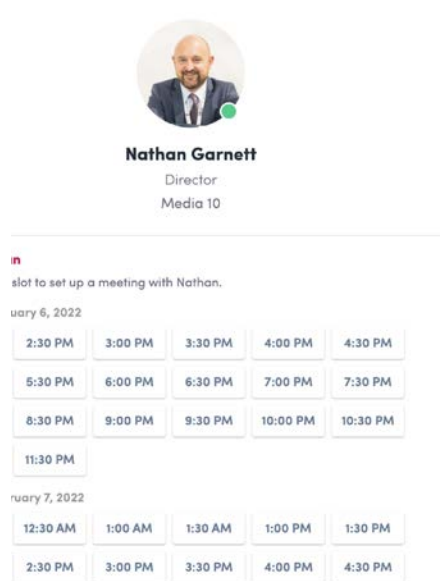 Nathan Garnett
Director
Media 10
slot to set up a meeting with Nathan.
6, 2022
2:30 PM 3:00 PM 3:30 PM 4:00 PM 4:30 PM
5:30 PM 6:00 PM 6:30 PM 7:00 PM 7:30 PM
8:30 PM 9:00 PM 9:30 PM 10:00 PM 10:30 PM
11:30 PM
7, 2022
12:30 AM 1:00 AM 1:30 AM 1:00 PM 1:30 PM
2:30 PM 3:00 PM 3:30 PM 4:00 PM 4:30 PM